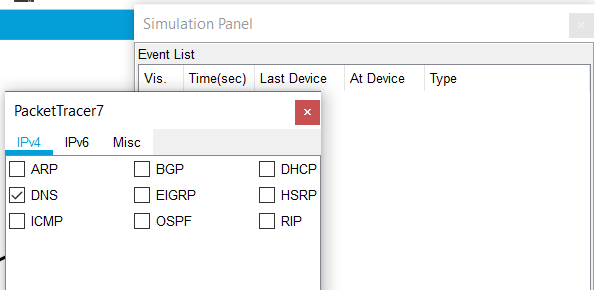 Simulation Panel
Event List
Vis. Time(sec) Last Device At Device Type
PacketTracer7
IPv4 IPv6 Misc
ARP BGP DHCP
DNS EIGRP HSRP
ICMP OSPF RIP